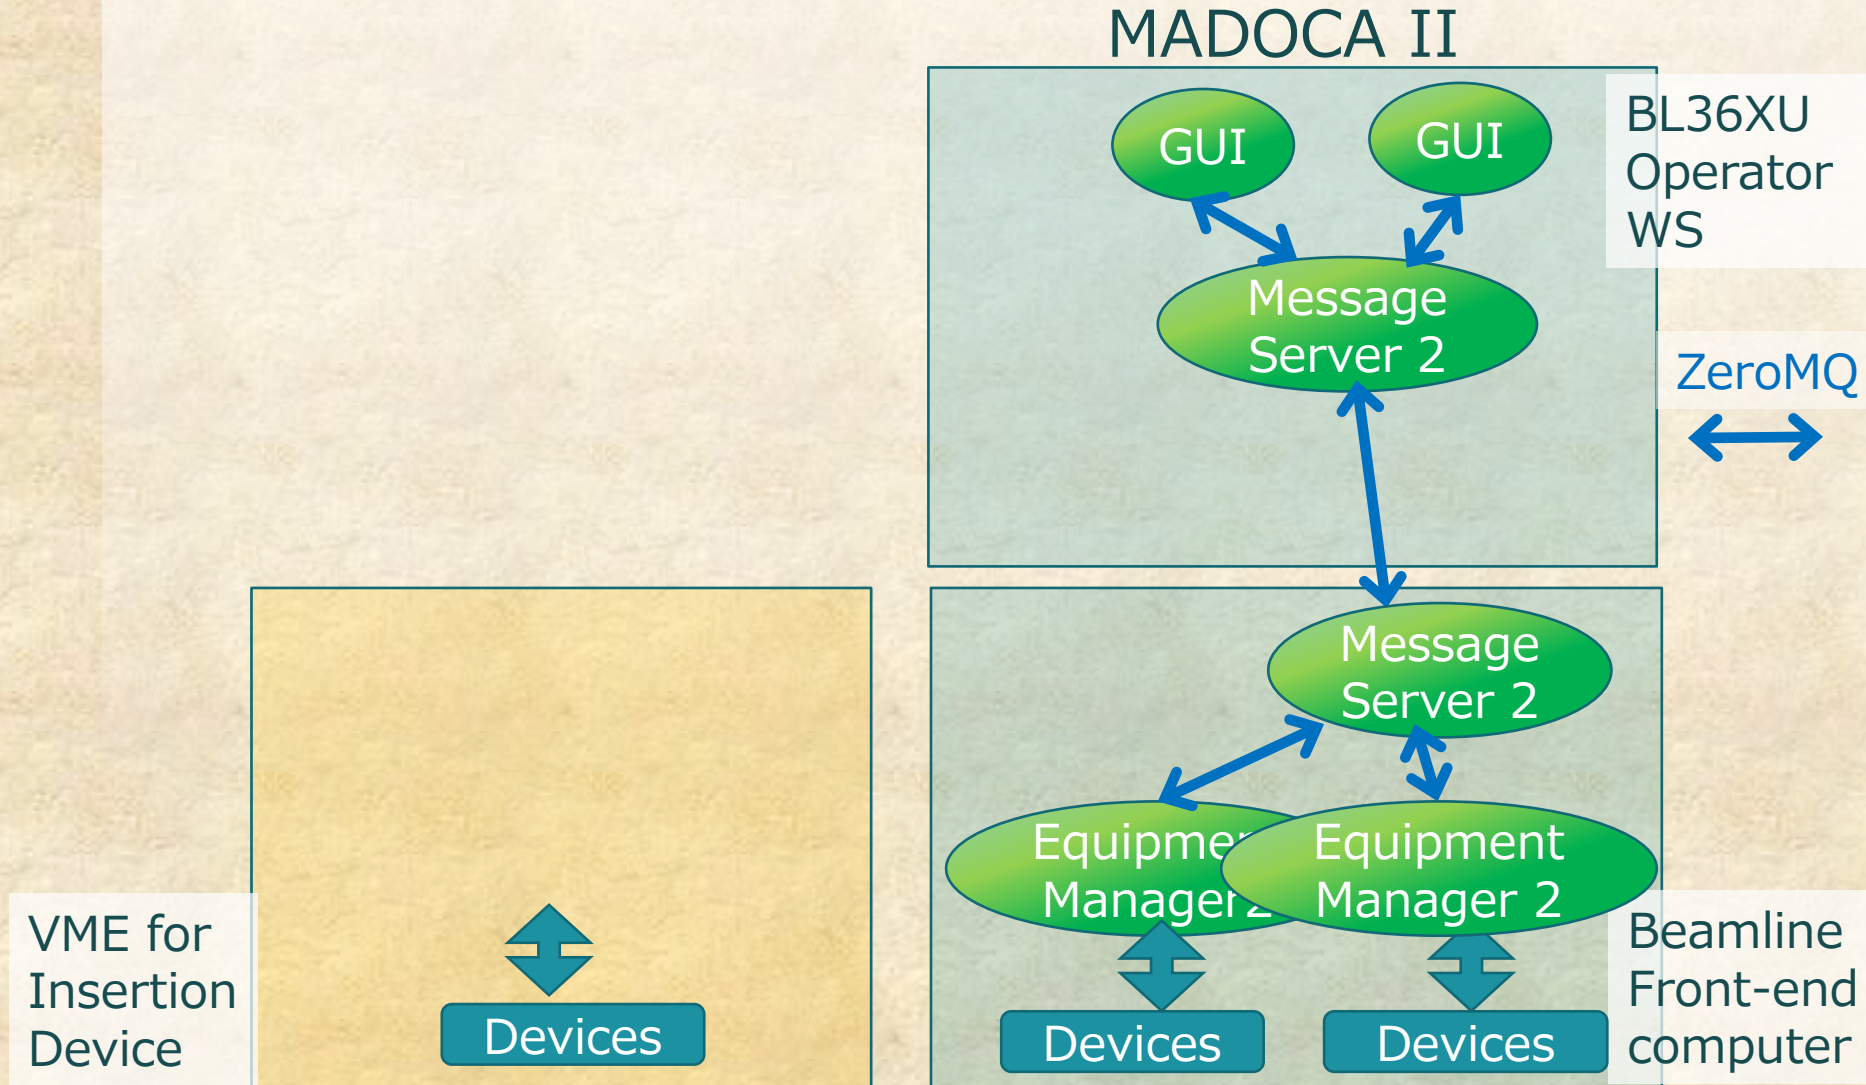 MADOCA II
GUI
GUI
BL36XU
Operator
WS
Message
Server 2
ZeroMQ
Message
Server 2
Equipment
Manager 2
Manager2
VME for
Insertion
Device
Beamline
Front-end
computer
Devices
Devices
Devices